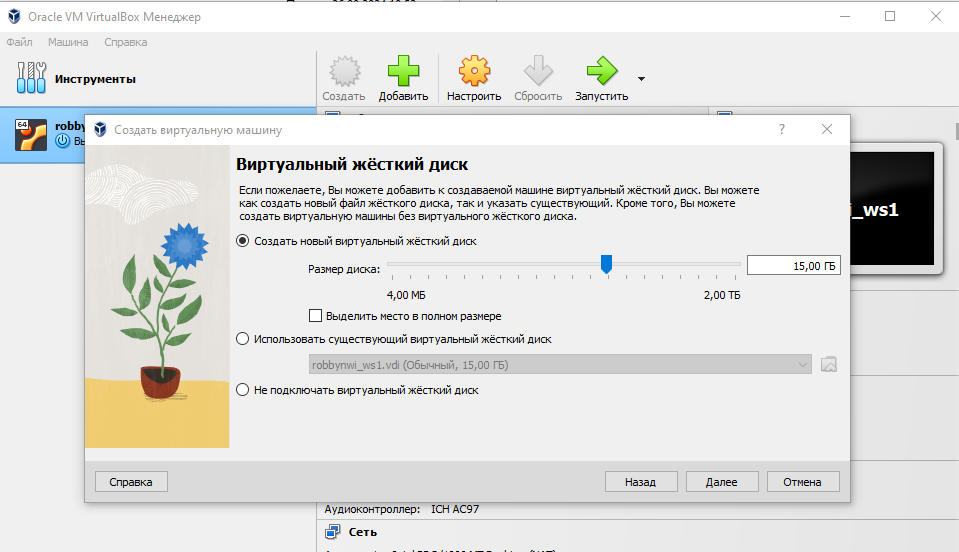 Oracle VM VirtualBox Менеджер
Файл Машина Справка
Инструменты
Создать Добавить Настроить Сбросить Запустить
64
Создать виртуальную машину
?
Виртуальный жёсткий диск
Если пожелаете, Вы можете добавить к создаваемой машине виртуальный жёсткий диск. Вы можете
как создать новый файл жёсткого диска, так и указать существующий. Кроме того, Вы можете
создать виртуальную машины без виртуального жёсткого диска.
Создать новый виртуальный жёсткий диск
Размер диска:
15,00 ГБ
4,00 МБ 2,00 ТБ
Выделить место в полном размере
Использовать существующий виртуальный жёсткий диск
robbynwi_ws1.vdi (Обычный, 15,00 ГБ)
Не подключать виртуальный жёсткий диск
Справка Назад Далее Отмена
Аудиоконтроллер: ICH AC97
Сеть